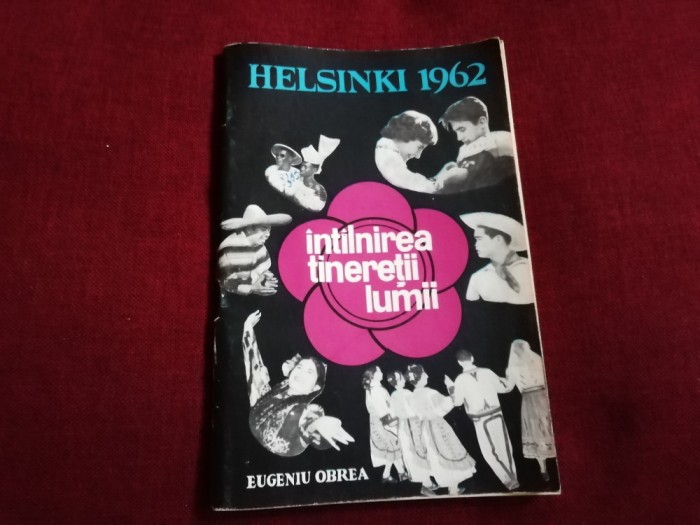 HELSINKI 1962
întîlnirea
tinereții
lumii
EUGENIU OBREA